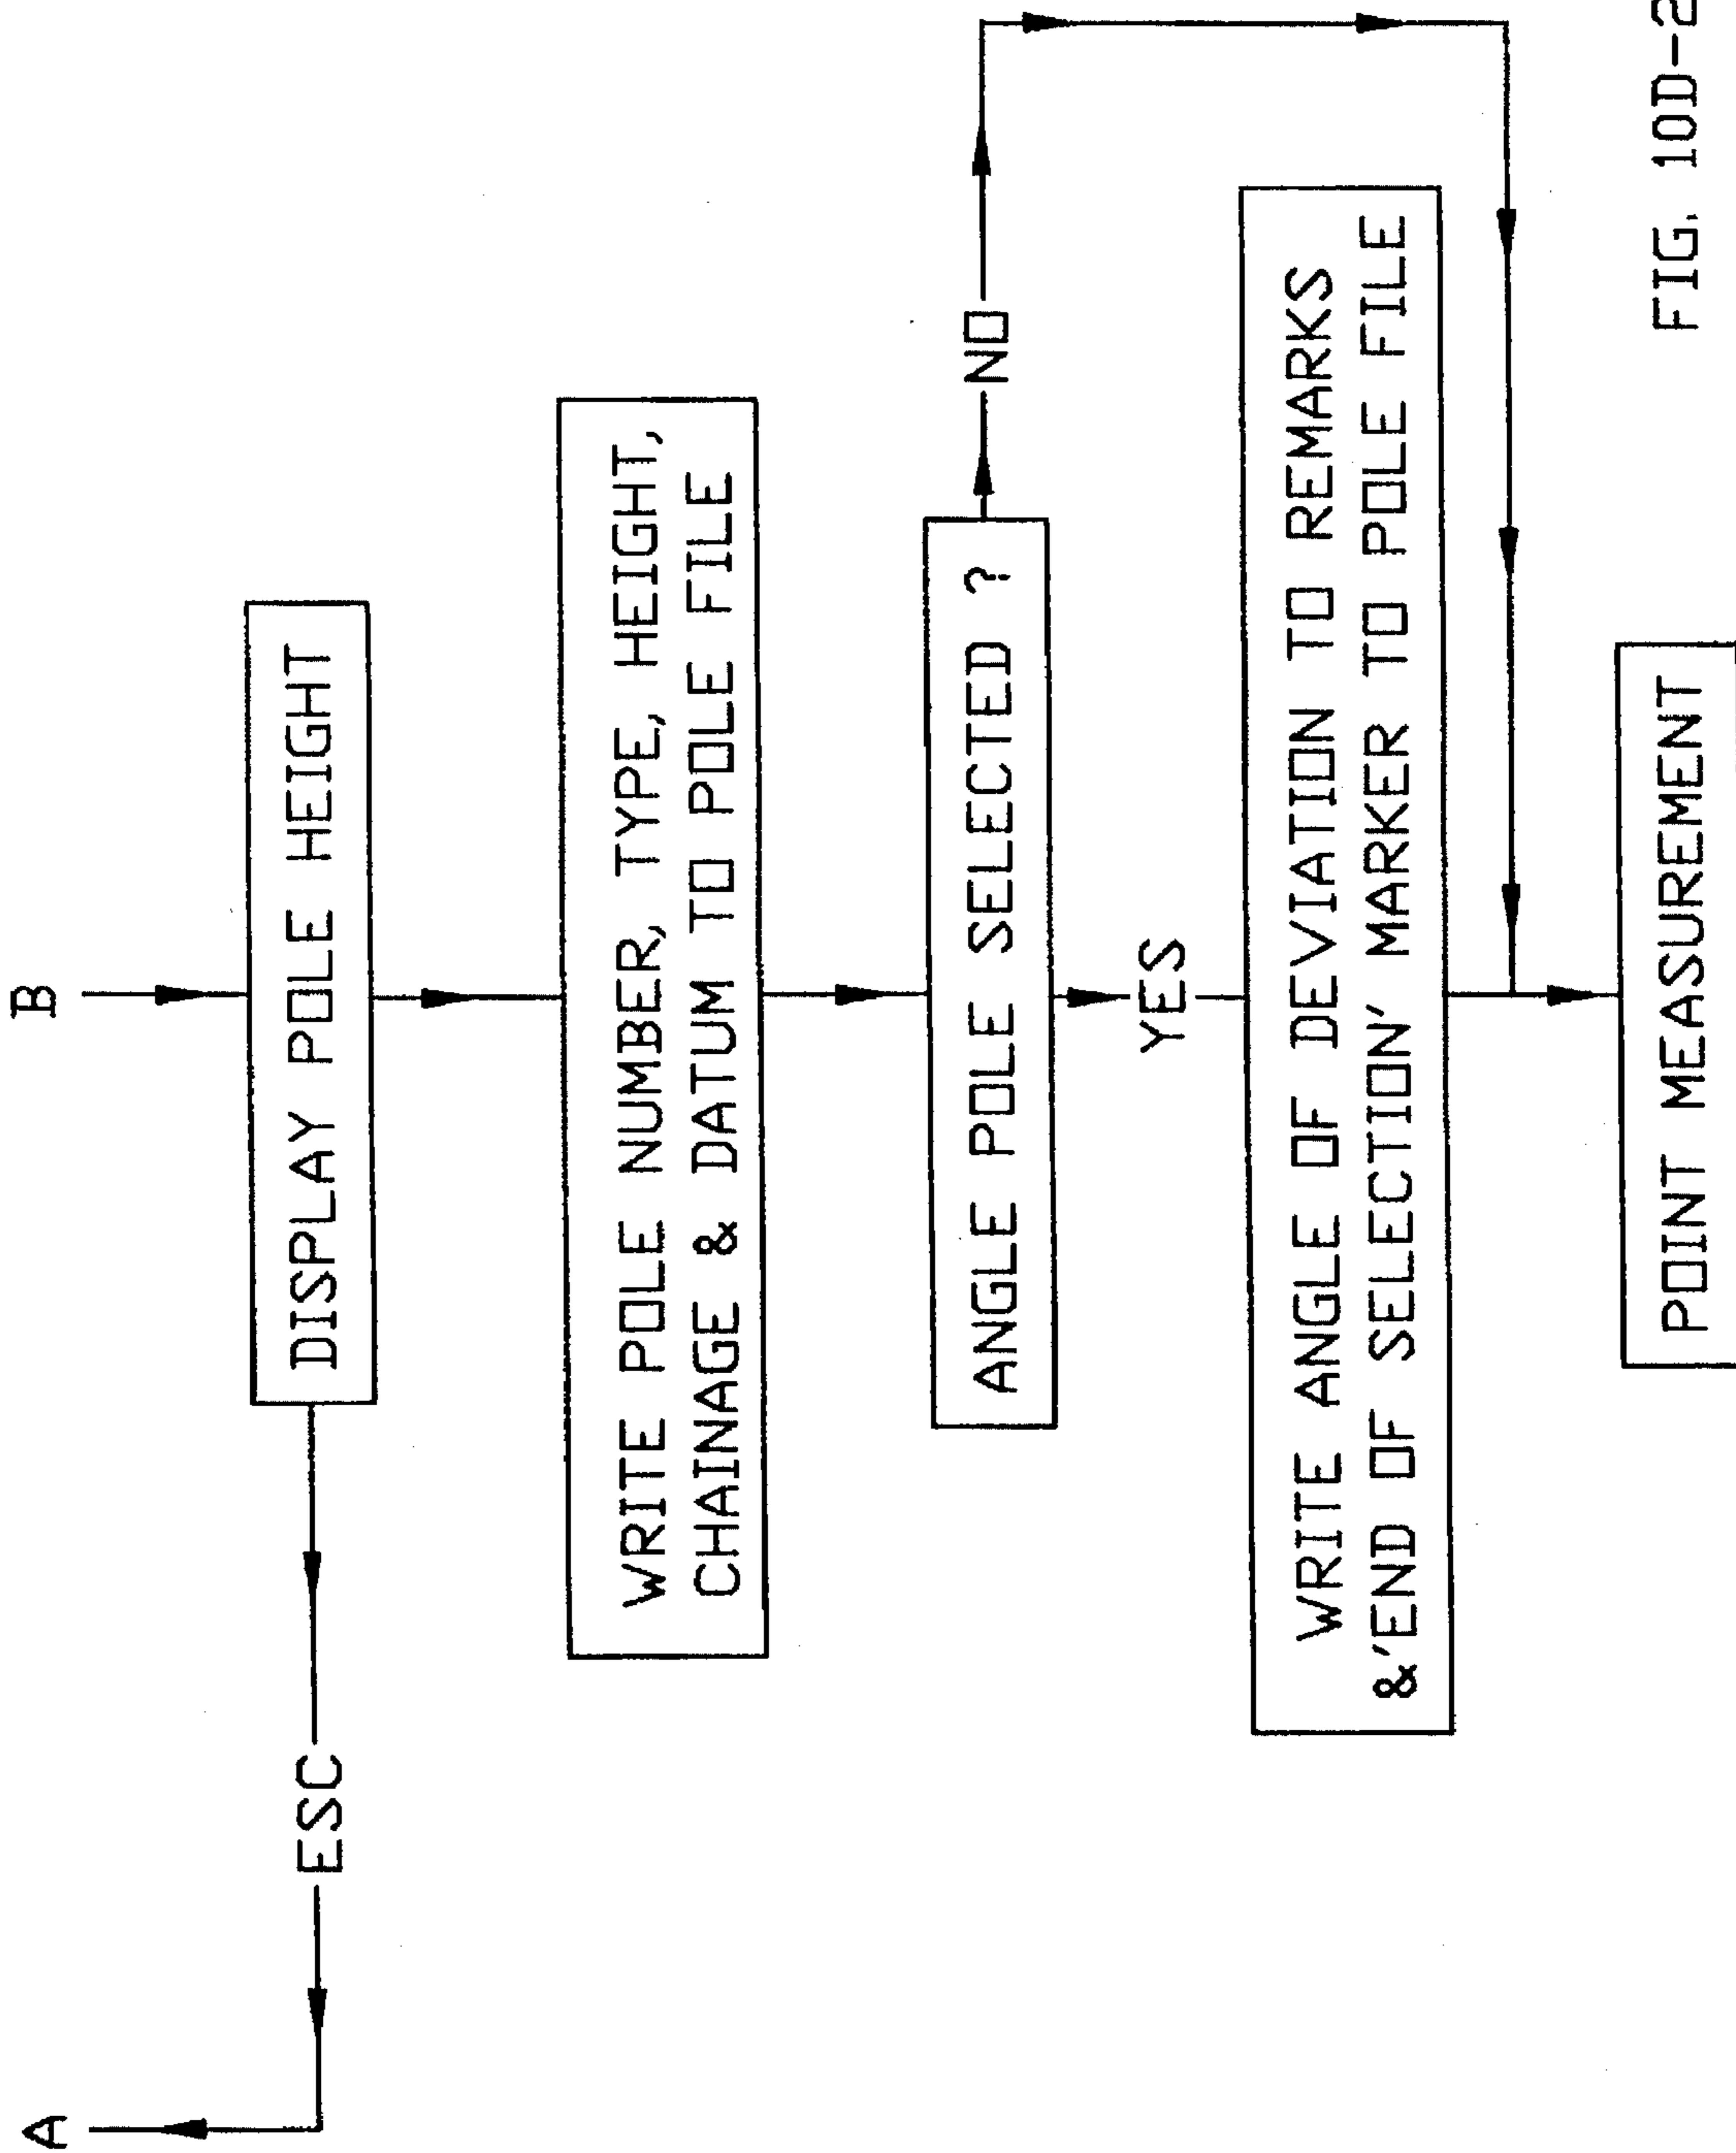 A
B
DISPLAY POLE HEIGHT
ESC
WRITE POLE NUMBER, TYPE, HEIGHT,
CHAINAGE & DATUM TO POLE FILE
ANGLE POLE SELECTED ?
NO
YES
WRITE ANGLE OF DEVIATION TO REMARKS
&'END OF SELECTION' MARKER TO POLE FILE
POINT MEASUREMENT
FIG. 10D-2